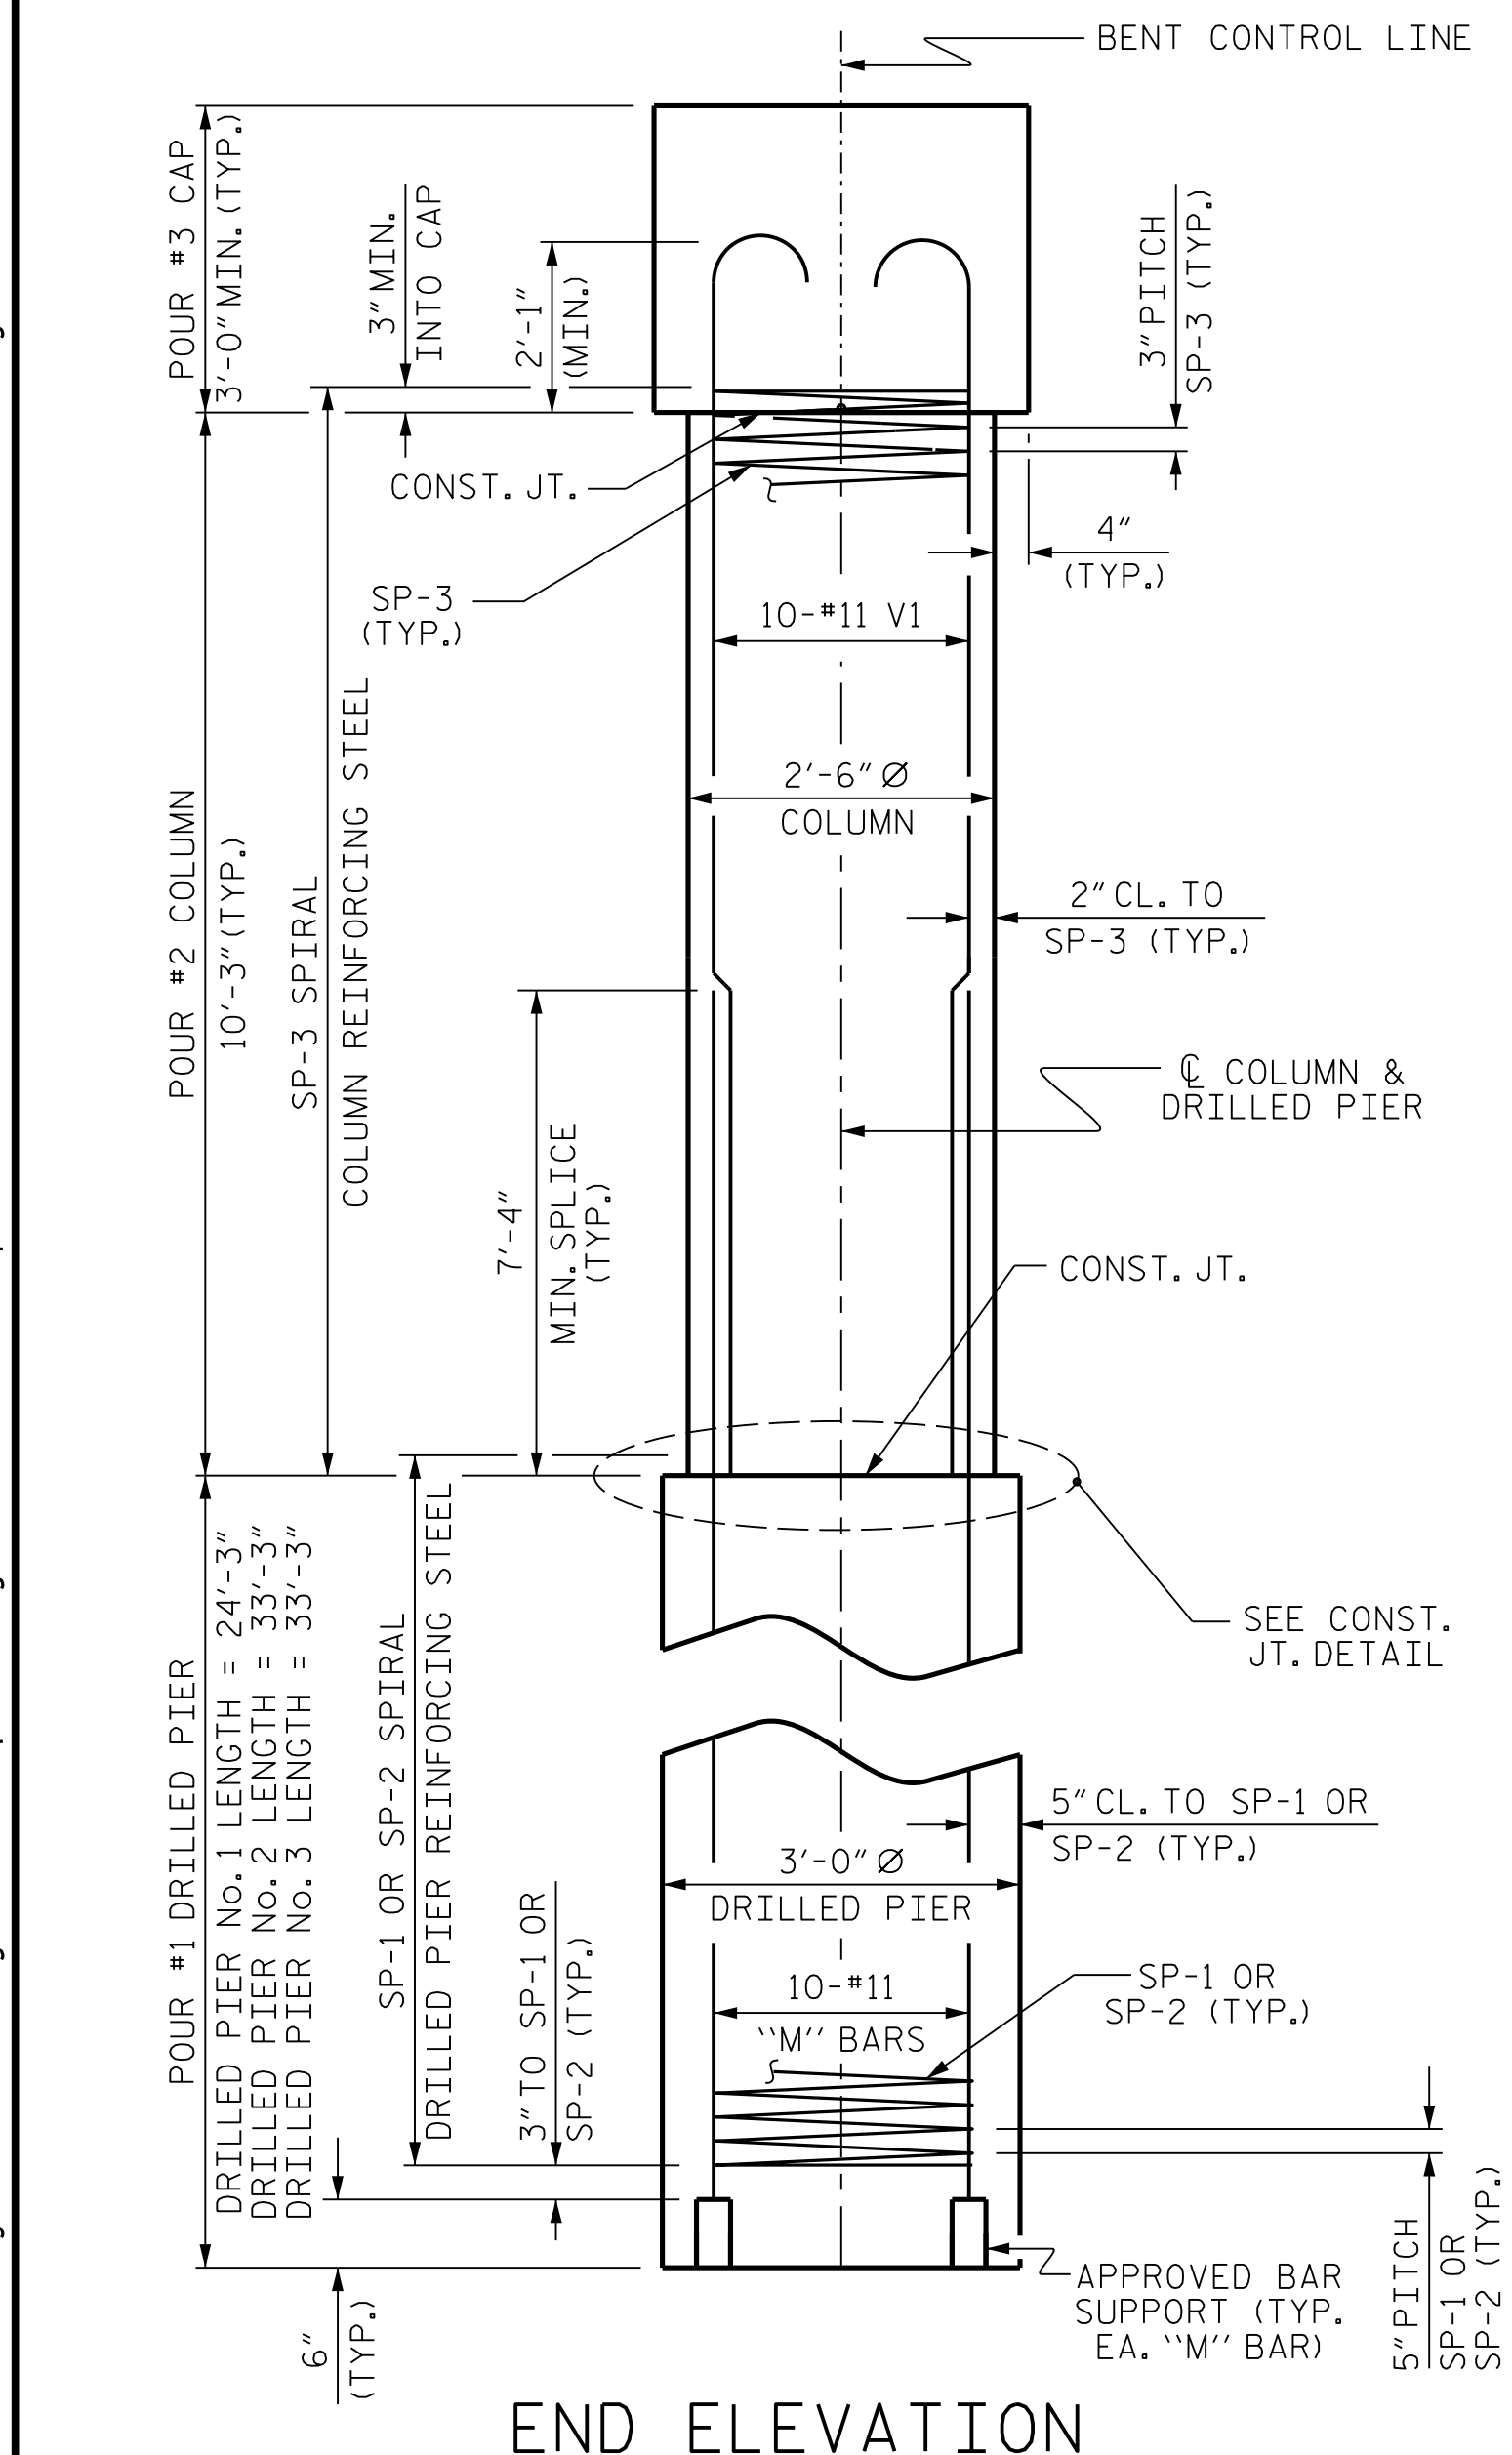 BENT CONTROL LINE
POUR #3 CAP
3'-0" MIN. (TYP.)
3" MIN.
INTO CAP
2'-1"
(MIN.)
3" PITCH
SP-3 (TYP.)
CONST. JT.
4"
(TYP.)
SP-3
(TYP.)
10-#11 V1
2'-6" Ø
COLUMN
POUR #2 COLUMN
10'-3" (TYP.)
SP-3 SPIRAL
COLUMN REINFORCING STEEL
2" CL. TO
SP-3 (TYP.)
℄ COLUMN &
DRILLED PIER
7'-4"
MIN. SPLICE
(TYP.)
CONST. JT.
SEE CONST.
JT. DETAIL
POUR #1 DRILLED PIER
DRILLED PIER No. 1 LENGTH = 24'-3"
DRILLED PIER No. 2 LENGTH = 33'-3"
DRILLED PIER No. 3 LENGTH = 33'-3"
SP-1 OR SP-2 SPIRAL
DRILLED PIER REINFORCING STEEL
3" TO SP-1 OR
SP-2 (TYP.)
5" CL. TO SP-1 OR
SP-2 (TYP.)
3'-0" Ø
DRILLED PIER
10-#11
"M" BARS
SP-1 OR
SP-2 (TYP.)
APPROVED BAR
SUPPORT (TYP.
EA. "M" BAR)
5" PITCH
SP-1 OR
SP-2 (TYP.)
6"
(TYP.)
END ELEVATION